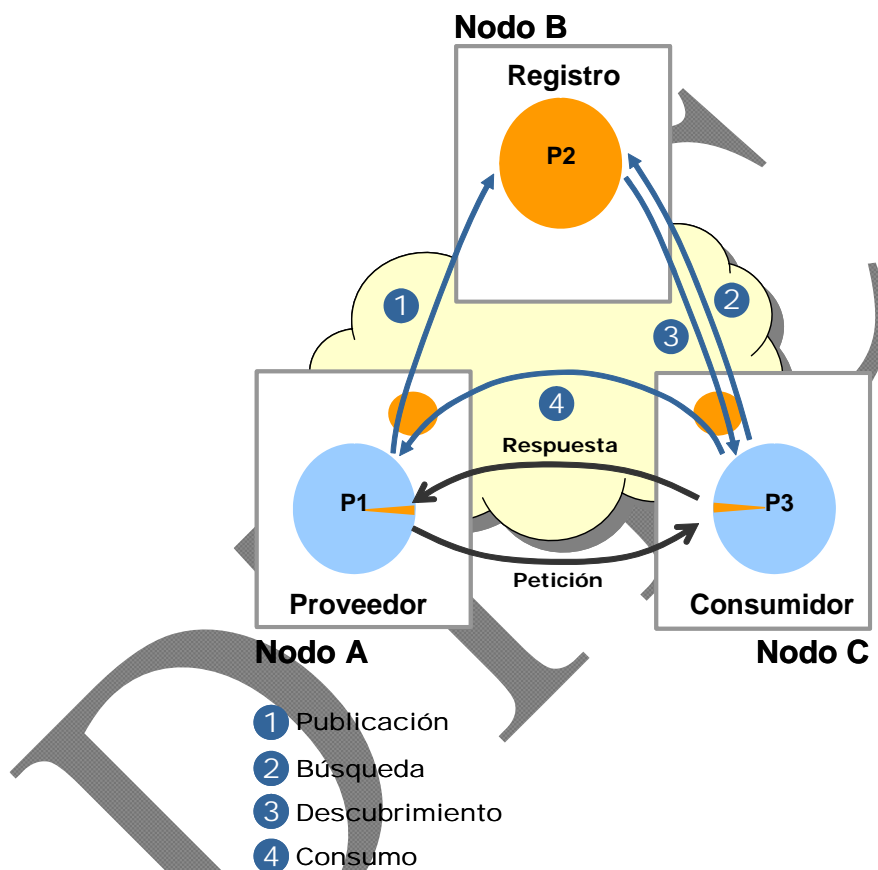 Nodo B
Registro
P2
1
2
3
4
Respuesta
P1
P3
Petición
Proveedor
Consumidor
Nodo A
Nodo C
1 Publicación
2 Búsqueda
3 Descubrimiento
4 Consumo